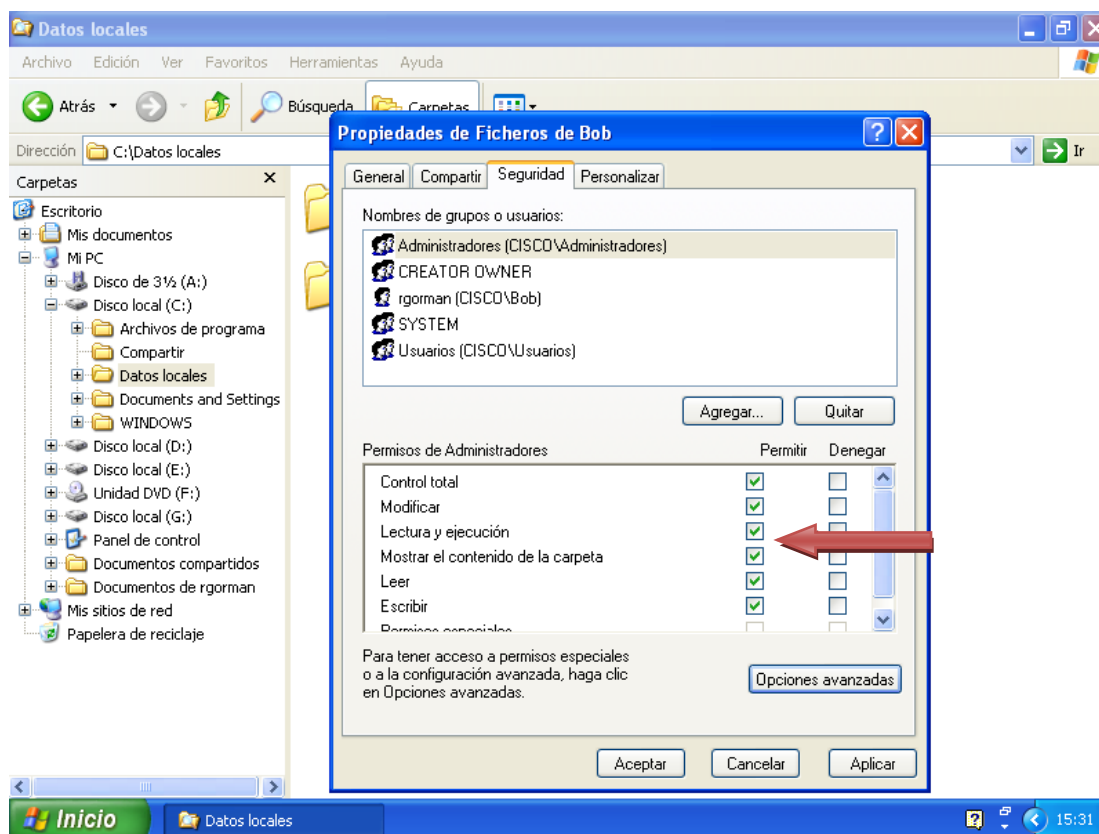 Datos locales
Archivo Edición Ver Favoritos Herramientas Ayuda
Atrás Búsqueda Carpetas
Dirección C:\Datos locales Ir
Carpetas
Escritorio
Mis documentos
Mi PC
Disco de 3½ (A:)
Disco local (C:)
Archivos de programa
Compartir
Datos locales
Documents and Settings
WINDOWS
Disco local (D:)
Disco local (E:)
Unidad DVD (F:)
Disco local (G:)
Panel de control
Documentos compartidos
Documentos de rgorman
Mis sitios de red
Papelera de reciclaje
Propiedades de Ficheros de Bob
General Compartir Seguridad Personalizar
Nombres de grupos o usuarios:
Administradores (CISCO\Administradores)
CREATOR OWNER
rgorman (CISCO\Bob)
SYSTEM
Usuarios (CISCO\Usuarios)
Agregar... Quitar
Permisos de Administradores Permitir Denegar
Control total
Modificar
Lectura y ejecución
Mostrar el contenido de la carpeta
Leer
Escribir
Permisos especiales
Para tener acceso a permisos especiales
o a la configuración avanzada, haga clic
en Opciones avanzadas.
Opciones avanzadas
Aceptar Cancelar Aplicar
Inicio Datos locales 15:31